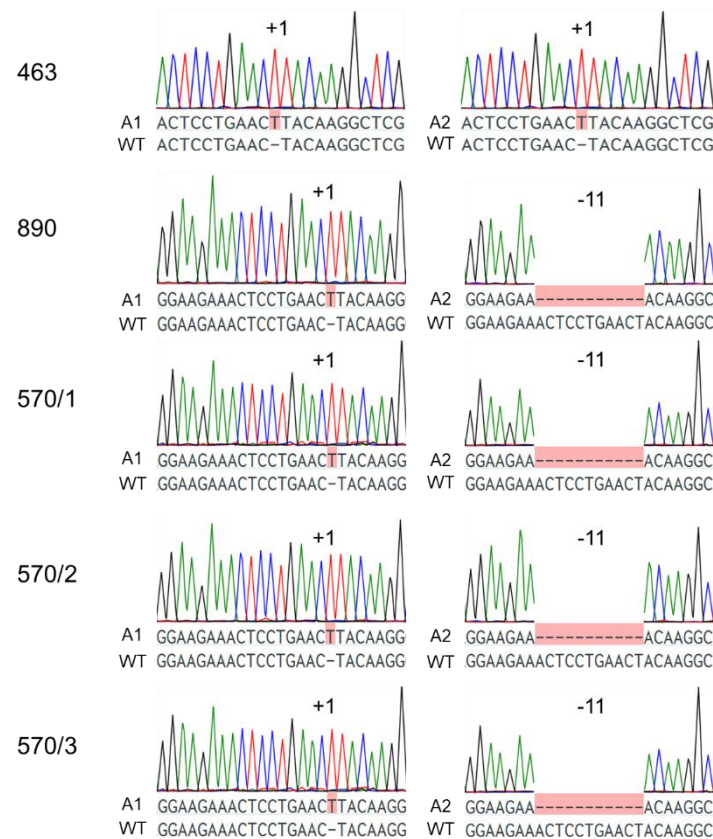 +1 +1
463
A1 ACTCCTGAACTTACAAGGCTCG A2 ACTCCTGAACTTACAAGGCTCG
WT ACTCCTGAAC-TACAAGGCTCG WT ACTCCTGAAC-TACAAGGCTCG
+1 -11
890
A1 GGAAGAAACTCCTGAACTTACAAGG A2 GGAAGAA-----------ACAAGGC
WT GGAAGAAACTCCTGAAC-TACAAGG WT GGAAGAAACTCCTGAACTACAAGGC
+1 -11
570/1
A1 GGAAGAAACTCCTGAACTTACAAGG A2 GGAAGAA-----------ACAAGGC
WT GGAAGAAACTCCTGAAC-TACAAGG WT GGAAGAAACTCCTGAACTACAAGGC
+1 -11
570/2
A1 GGAAGAAACTCCTGAACTTACAAGG A2 GGAAGAA-----------ACAAGGC
WT GGAAGAAACTCCTGAAC-TACAAGG WT GGAAGAAACTCCTGAACTACAAGGC
+1 -11
570/3
A1 GGAAGAAACTCCTGAACTTACAAGG A2 GGAAGAA-----------ACAAGGC
WT GGAAGAAACTCCTGAAC-TACAAGG WT GGAAGAAACTCCTGAACTACAAGGC